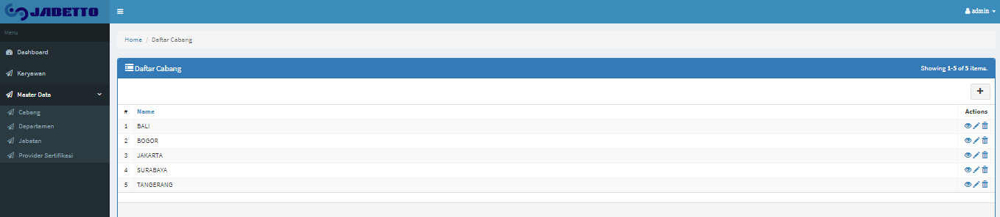 JABETTO
admin
Menu
Dashboard
Karyawan
Master Data
Cabang
Departemen
Jabatan
Provider Sertifikasi
Home / Daftar Cabang
Daftar Cabang
Showing 1-5 of 5 items.
+
# Name Actions
1 BALI
2 BOGOR
3 JAKARTA
4 SURABAYA
5 TANGERANG